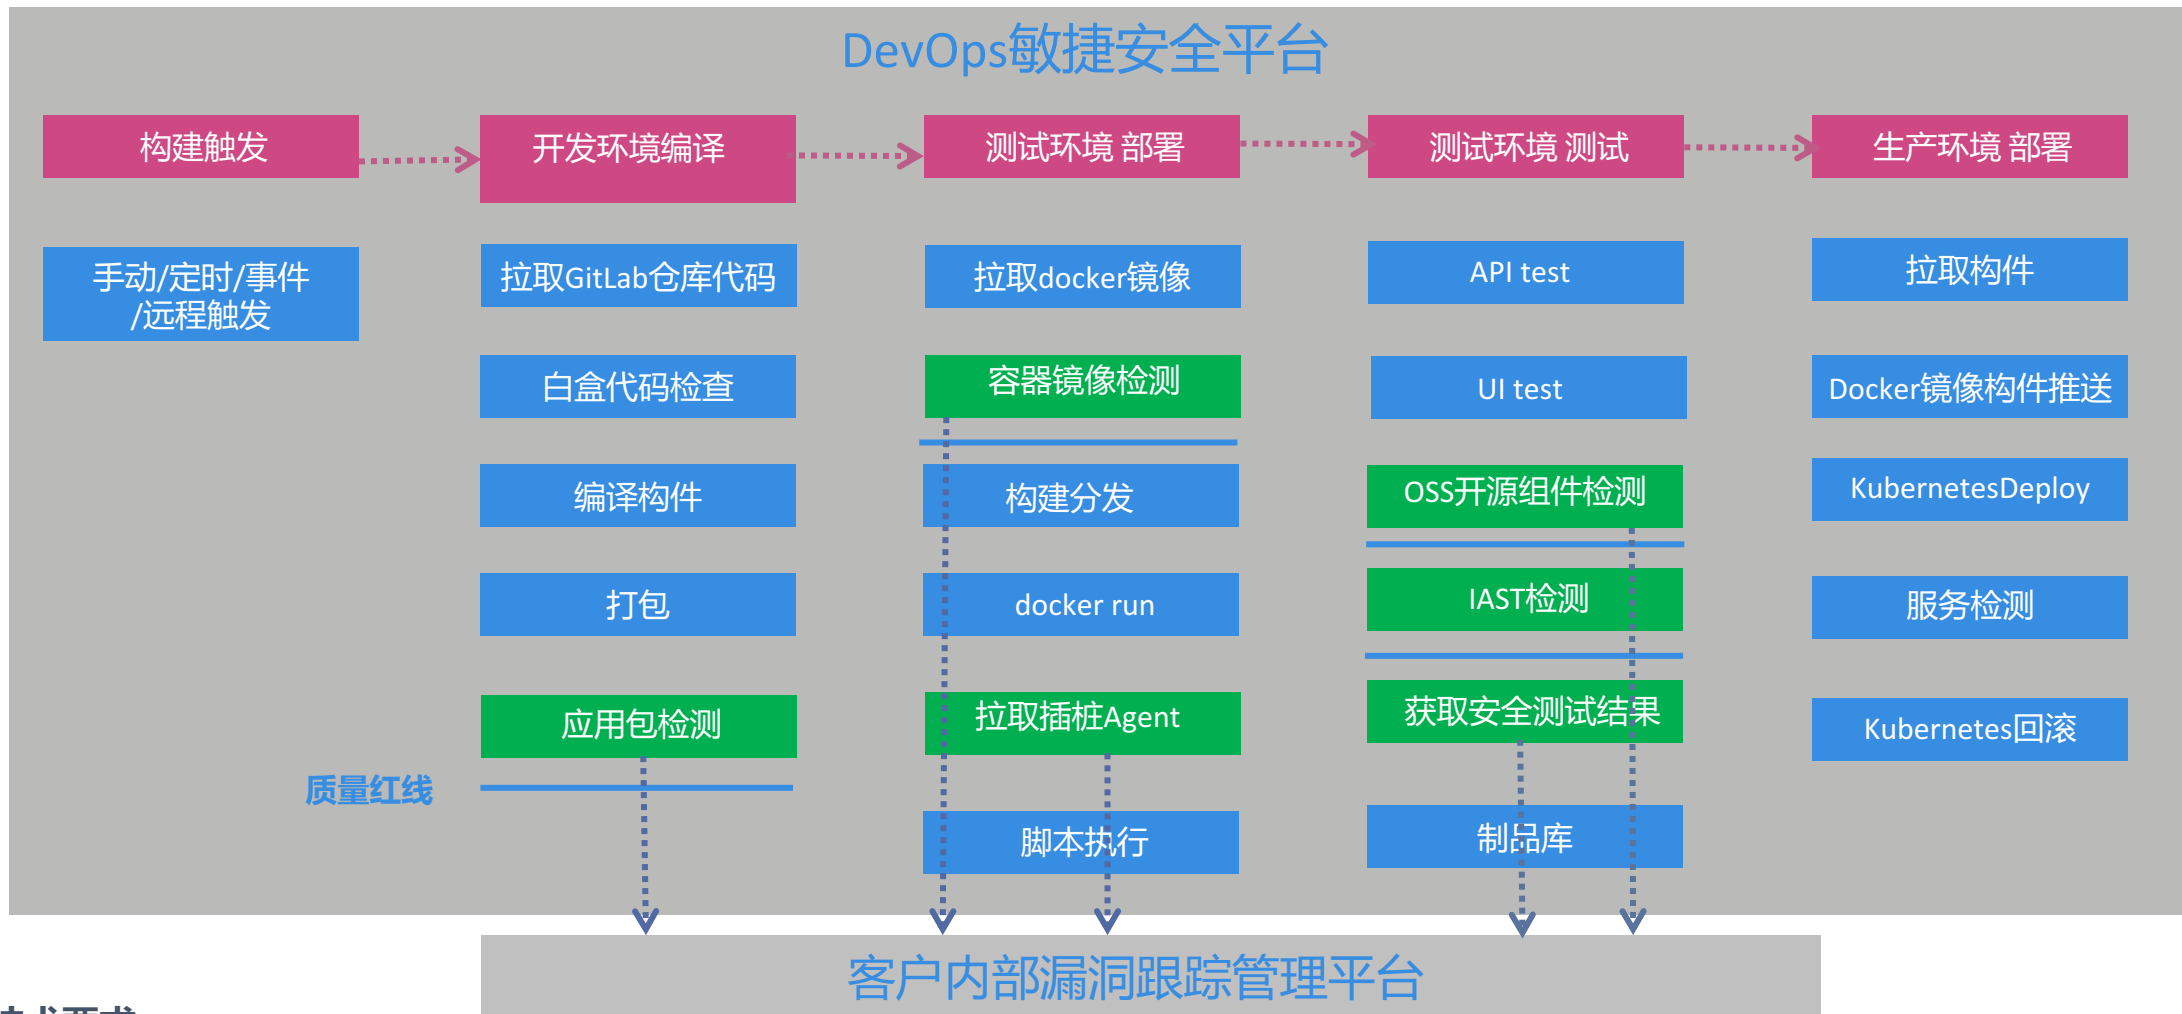 DevOps敏捷安全平台
构建触发
手动/定时/事件
/远程触发
开发环境编译
拉取GitLab仓库代码
白盒代码检查
编译构件
打包
应用包检测
质量红线
测试环境 部署
拉取docker镜像
容器镜像检测
构建分发
docker run
拉取插桩Agent
脚本执行
测试环境 测试
API test
UI test
OSS开源组件检测
IAST检测
获取安全测试结果
制品库
生产环境 部署
拉取构件
Docker镜像构件推送
KubernetesDeploy
服务检测
Kubernetes回滚
客户内部漏洞跟踪管理平台